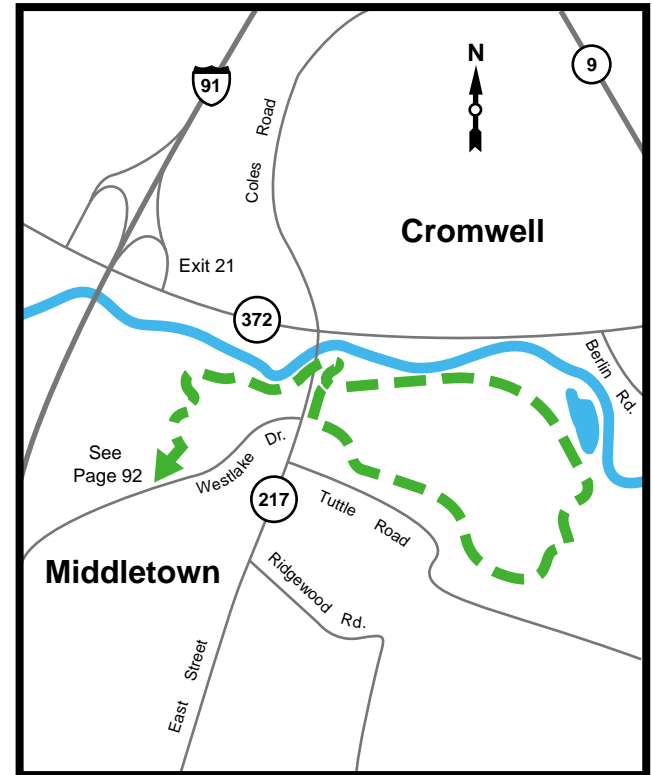 N
9
91
Coles Road
Cromwell
Exit 21
372
Berlin Rd.
See
Page 92
Westlake Dr.
217
Tuttle Road
Middletown
Ridgewood Rd.
East Street